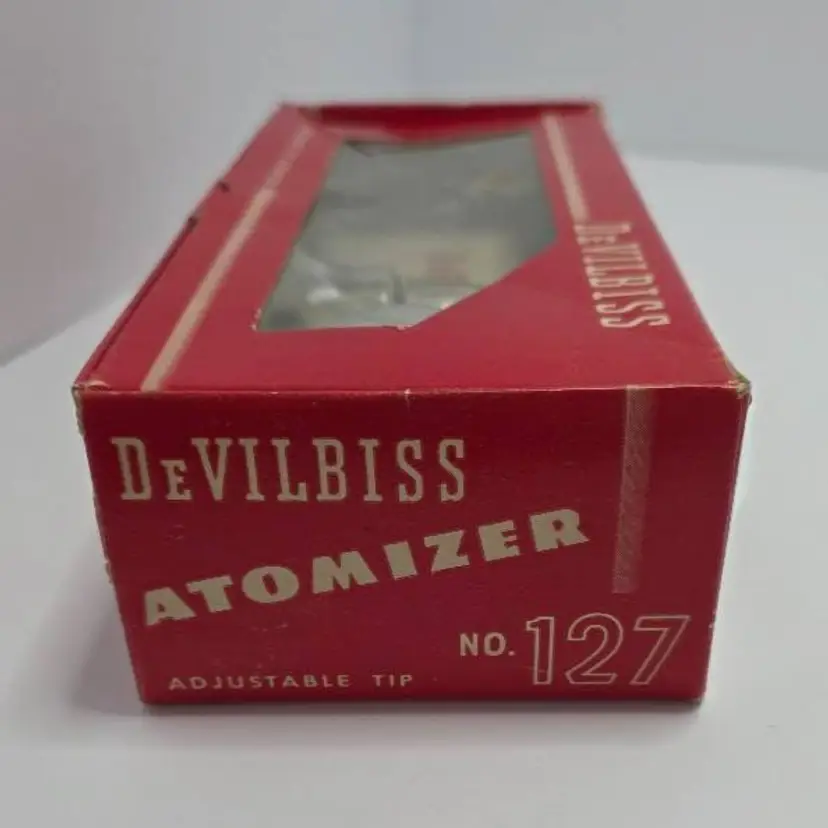 DEVILBISS
DEVILBISS
ATOMIZER
NO. 127
ADJUSTABLE TIP